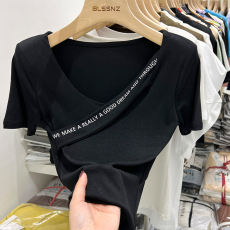 BLSSNZ
WE MAKE A REALLY A GOOD DREAM AND THROUGH